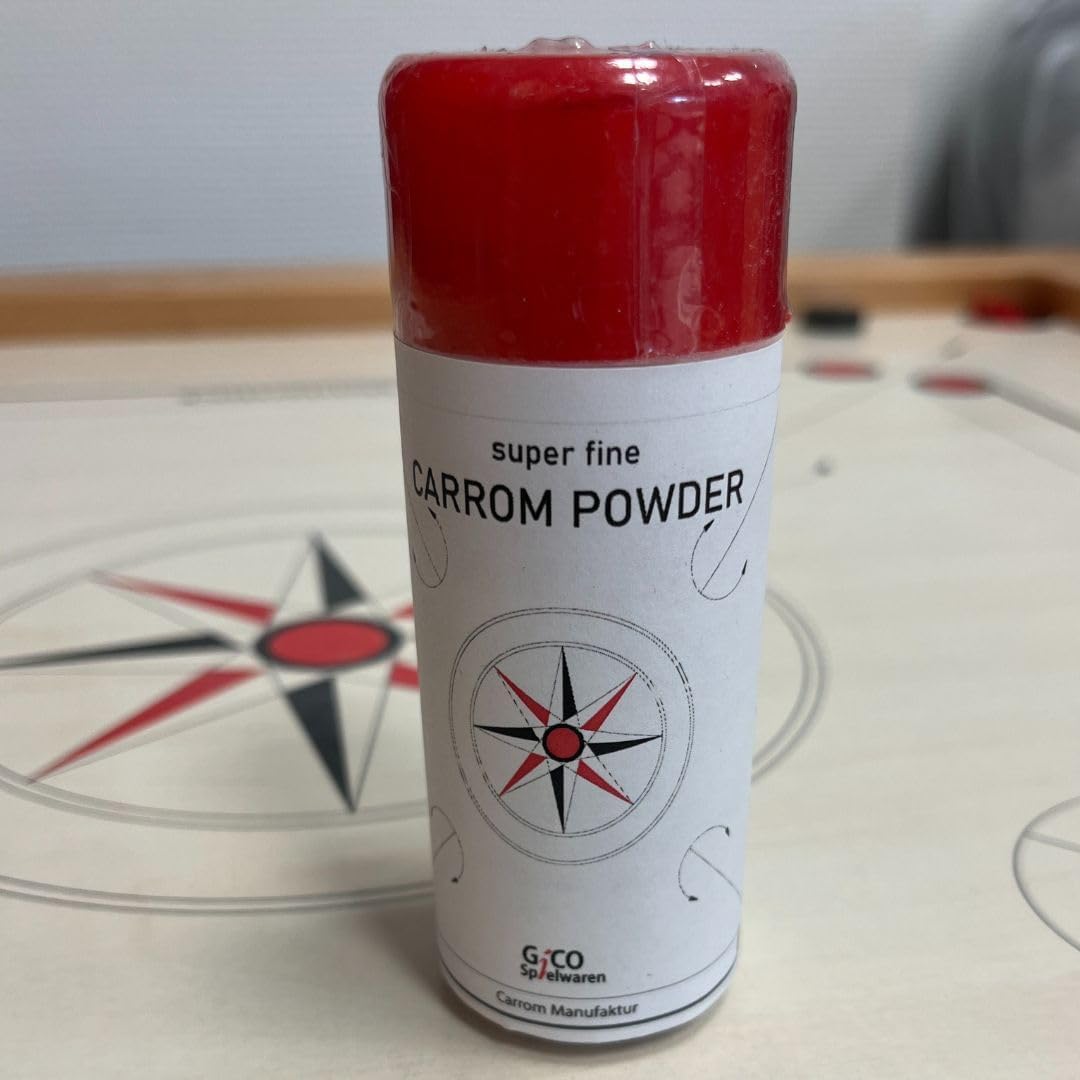 super fine
CARROM POWDER
GiCO
Spielwaren
Carrom Manufaktur